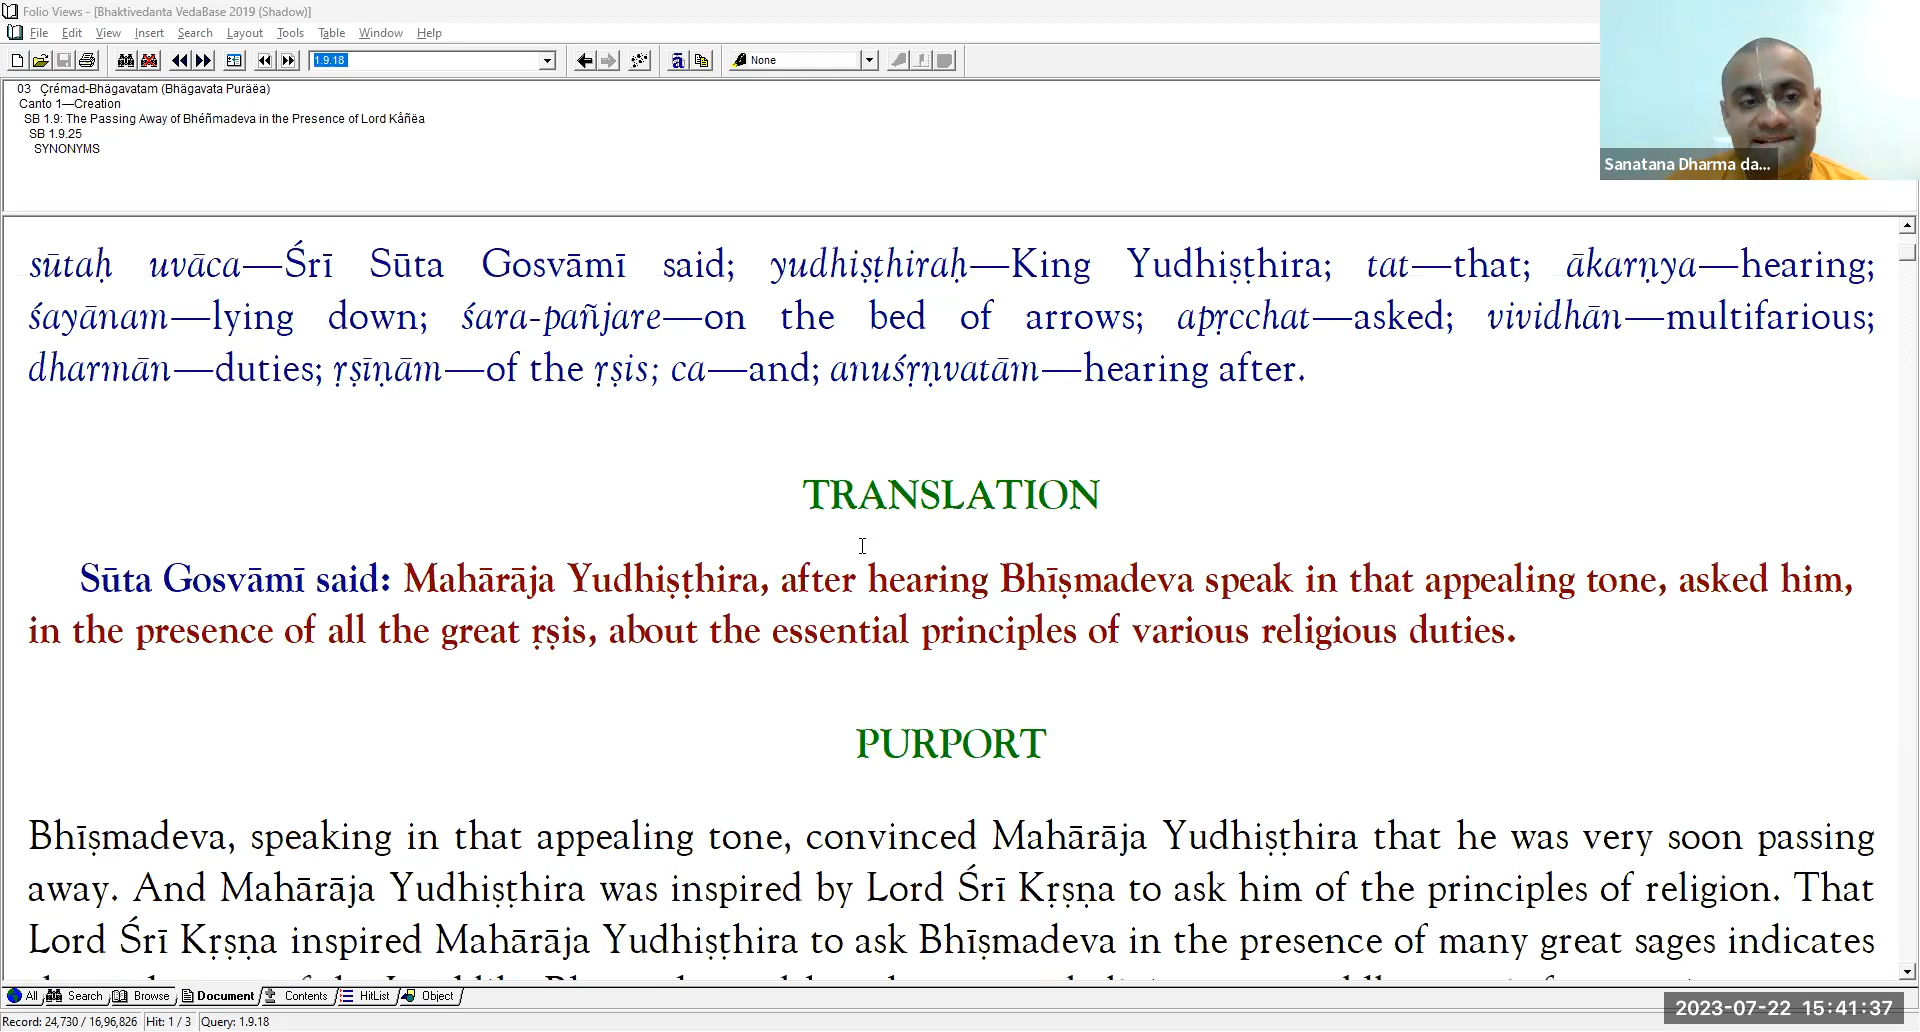 Folio Views - [Bhaktivedanta VedaBase 2019 (Shadow)]
File Edit View Insert Search Layout Tools Table Window Help
1.9.18 None
03 Çrémad-Bhägavatam (Bhägavata Puräëa)
Canto 1—Creation
SB 1.9: The Passing Away of Bhéñmadeva in the Presence of Lord Kåñëa
SB 1.9.25
SYNONYMS
Sanatana Dharma da...
sūtaḥ uvāca—Śrī Sūta Gosvāmī said; yudhiṣṭhiraḥ—King Yudhiṣṭhira; tat—that; ākarṇya—hearing;
śayānam—lying down; śara-pañjare—on the bed of arrows; apṛcchat—asked; vividhān—multifarious;
dharmān—duties; ṛṣīṇām—of the ṛṣis; ca—and; anuśṛṇvatām—hearing after.
TRANSLATION
Sūta Gosvāmī said: Mahārāja Yudhiṣṭhira, after hearing Bhīṣmadeva speak in that appealing tone, asked him,
in the presence of all the great ṛṣis, about the essential principles of various religious duties.
PURPORT
Bhīṣmadeva, speaking in that appealing tone, convinced Mahārāja Yudhiṣṭhira that he was very soon passing
away. And Mahārāja Yudhiṣṭhira was inspired by Lord Śrī Kṛṣṇa to ask him of the principles of religion. That
Lord Śrī Kṛṣṇa inspired Mahārāja Yudhiṣṭhira to ask Bhīṣmadeva in the presence of many great sages indicates
All Search Browse Document Contents HitList Object
Record: 24,730 / 16,96,826 Hit: 1 / 3 Query: 1.9.18
2023-07-22 15:41:37